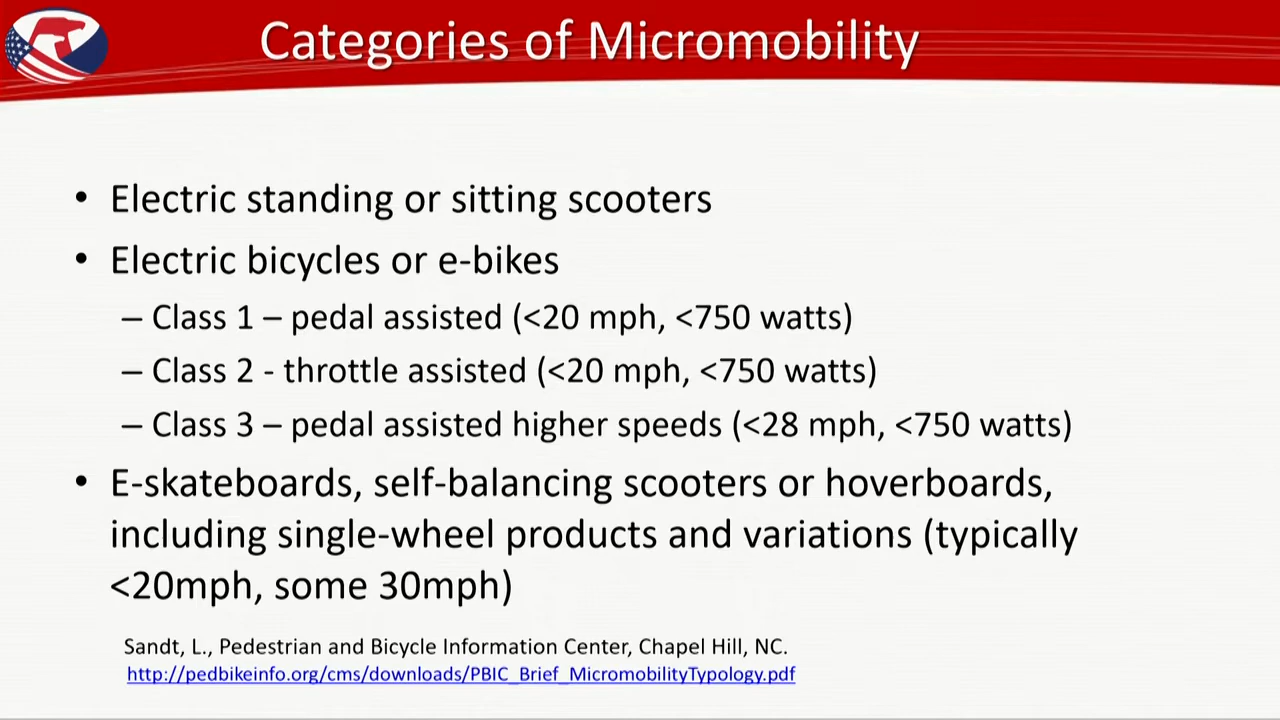 Categories of Micromobility
• Electric standing or sitting scooters
• Electric bicycles or e-bikes
– Class 1 – pedal assisted (<20 mph, <750 watts)
– Class 2 - throttle assisted (<20 mph, <750 watts)
– Class 3 – pedal assisted higher speeds (<28 mph, <750 watts)
• E-skateboards, self-balancing scooters or hoverboards,
including single-wheel products and variations (typically
<20mph, some 30mph)
Sandt, L., Pedestrian and Bicycle Information Center, Chapel Hill, NC.
http://pedbikeinfo.org/cms/downloads/PBIC_Brief_MicromobilityTypology.pdf